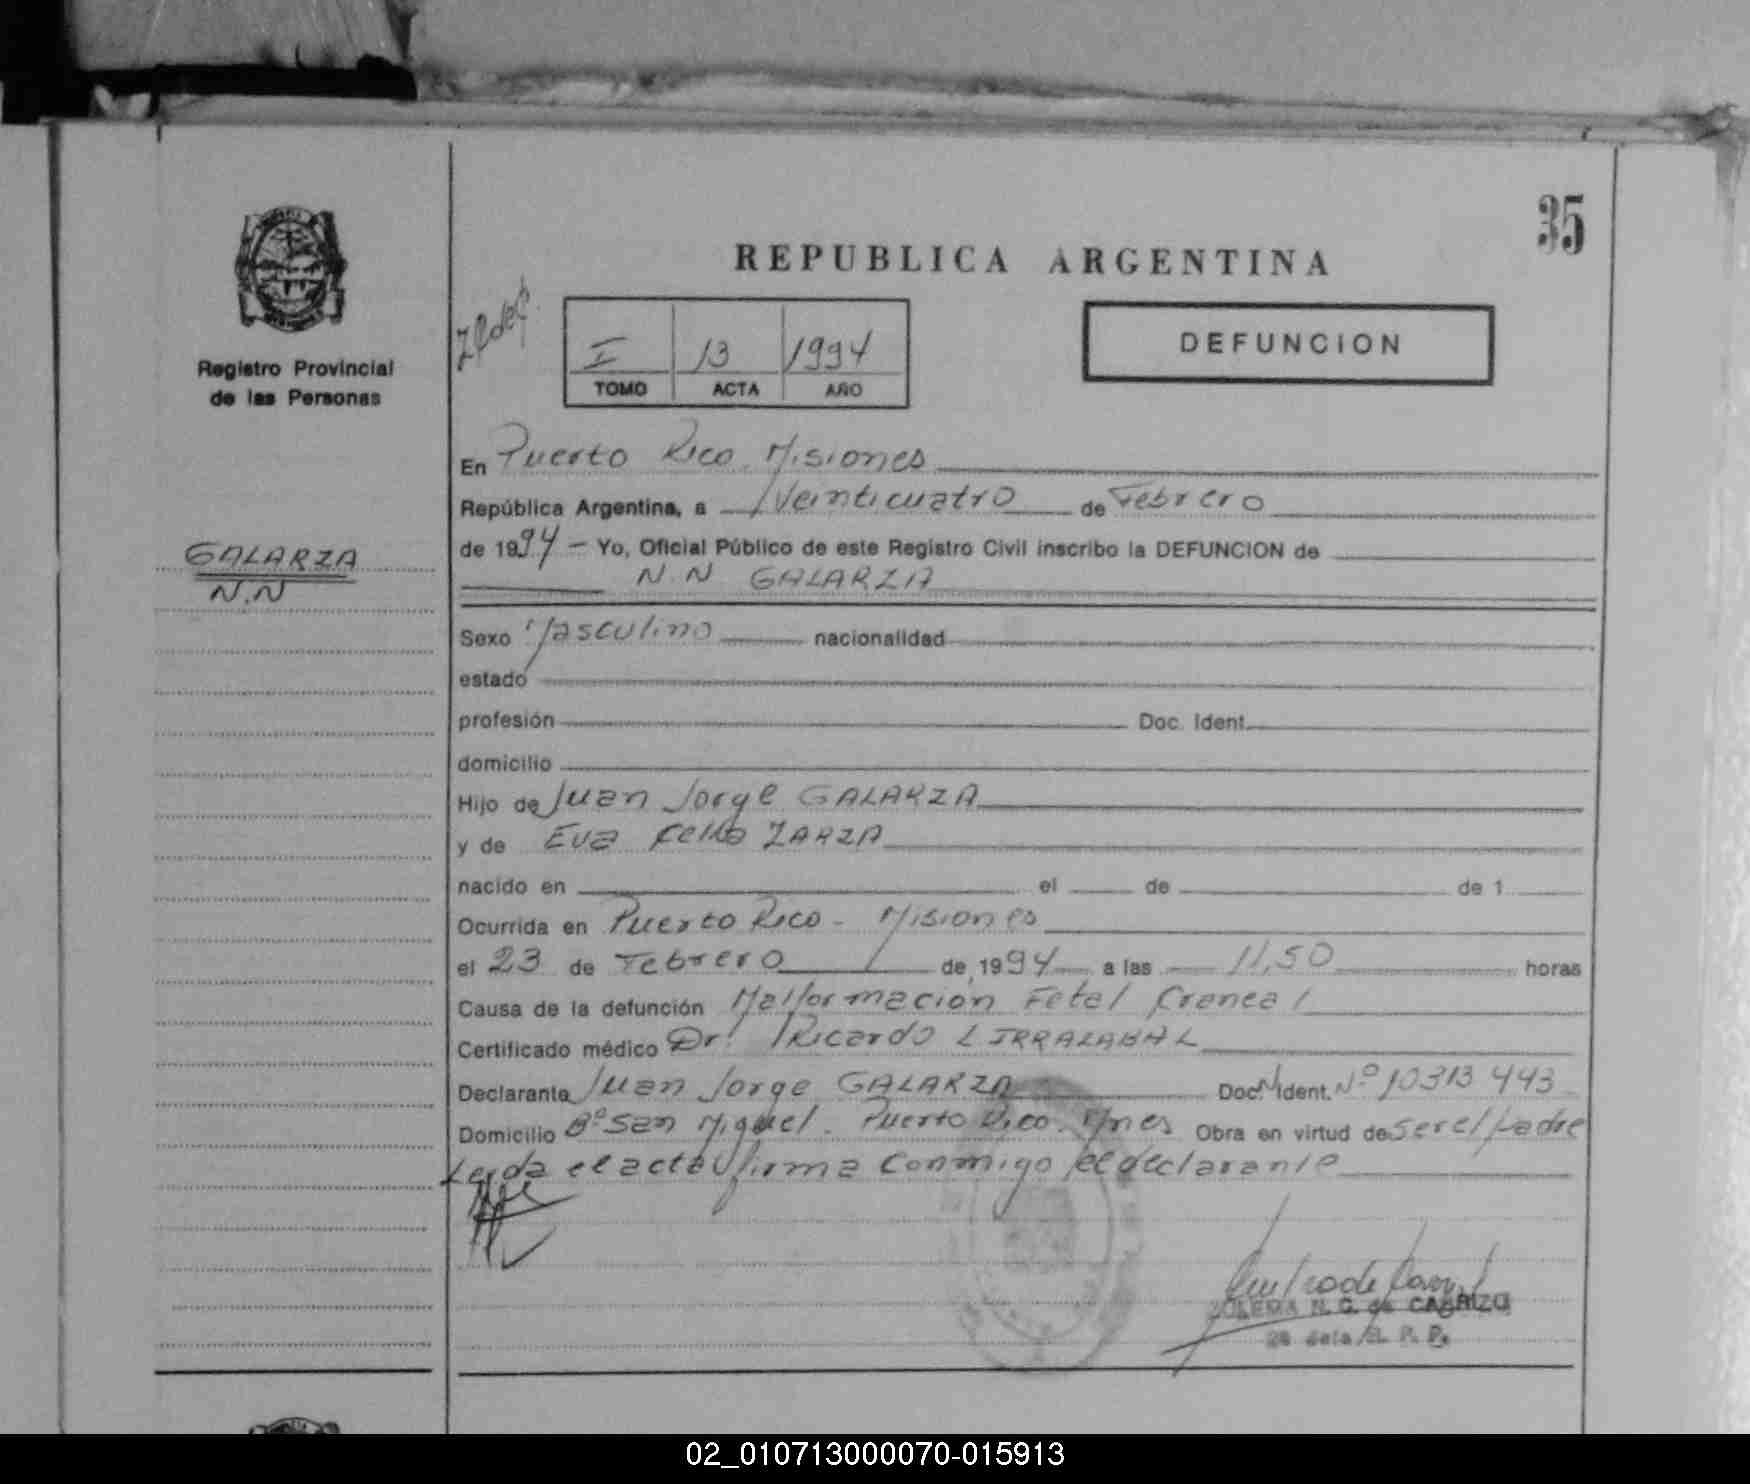 35
REPUBLICA ARGENTINA
I 13 1994
TOMO ACTA AÑO
DEFUNCION
Registro Provincial
de las Personas
GALARZA
N.N
En Puerto Rico. Misiones
República Argentina, a Veinticuatro de Febrero
de 1994 - Yo, Oficial Público de este Registro Civil inscribo la DEFUNCION de
N.N GALARZA
Sexo Masculino nacionalidad
estado
profesión Doc. Ident.
domicilio
Hijo de Juan Jorge GALARZA
y de Eva ZARZA
nacido en el de de 1
Ocurrida en Puerto Rico - Misiones
el 23 de Febrero de 1994 a las 11,50 horas
Causa de la defunción Malformación Fetal Craneal
Certificado médico Dr. Ricardo
Declarante Juan Jorge GALARZA Doc. N Ident. Nº 10313443
Domicilio Bº San Miguel. Puerto Rico. Mnes Obra en virtud de ser el padre
Leida el acta firma conmigo el declarante
N. G. de CABRIZO
R. P. P.
02_010713000070-015913